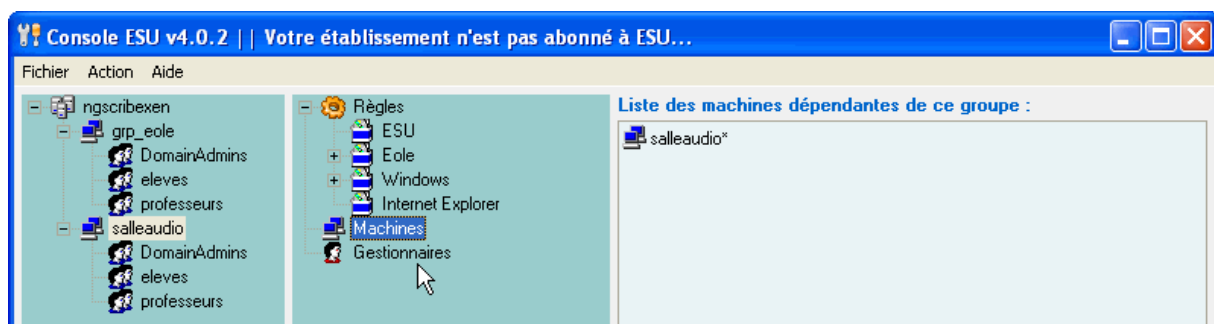 Console ESU v4.0.2 || Votre établissement n'est pas abonné à ESU...
Fichier Action Aide
ngscribexen
grp_eole
DomainAdmins
eleves
professeurs
salleaudio
DomainAdmins
eleves
professeurs
Règles
ESU
Eole
Windows
Internet Explorer
Machines
Gestionnaires
Liste des machines dépendantes de ce groupe :
salleaudio*